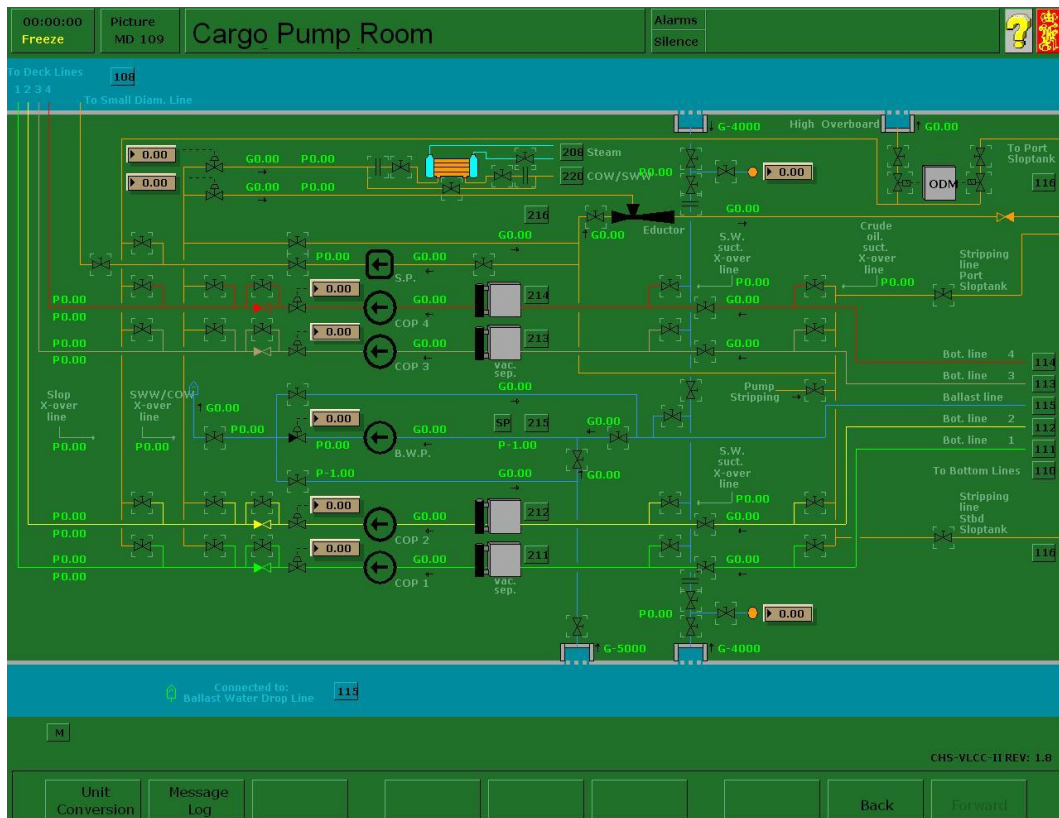 00:00:00
Freeze
Picture
MD 109
Cargo Pump Room
Alarms
Silence
?
To Deck Lines
108
1 2 3 4
To Small Diam. Line
G-4000
High Overboard
G0.00
0.00
G0.00 P0.00
208 Steam
To Port
Sloptank
0.00
G0.00 P0.00
220 COW/SWW
P0.00
0.00
ODM
116
216
G0.00
Eductor
G0.00
G0.00
P0.00
G0.00
S.P.
S.W.
suct.
X-over
line
P0.00
Crude
oil.
suct.
X-over
line
P0.00
Stripping
line
Port
Sloptank
P0.00
P0.00
0.00
G0.00
214
G0.00
COP 4
0.00
G0.00
213
G0.00
COP 3
P0.00
P0.00
vac.
sep.
Bot. line 4
114
Bot. line 3
113
Ballast line
115
Bot. line 2
112
Bot. line 1
111
To Bottom Lines
110
Slop
X-over
line
P0.00
SWW/COW
X-over
line
P0.00
G0.00
P0.00
G0.00
Pump
Stripping
0.00
P0.00
G0.00
B.W.P.
SP
215
P-1.00
G0.00
P-1.00
G0.00
G0.00
S.W.
suct.
X-over
line
P0.00
Stripping
line
Stbd
Sloptank
116
P0.00
P0.00
0.00
G0.00
212
G0.00
COP 2
P0.00
P0.00
0.00
G0.00
211
G0.00
COP 1
vac.
sep.
P0.00
0.00
G-5000
G-4000
Connected to:
Ballast Water Drop Line
115
M
CHS-VLCC-II REV: 1.8
Unit
Conversion
Message
Log
Back
Forward